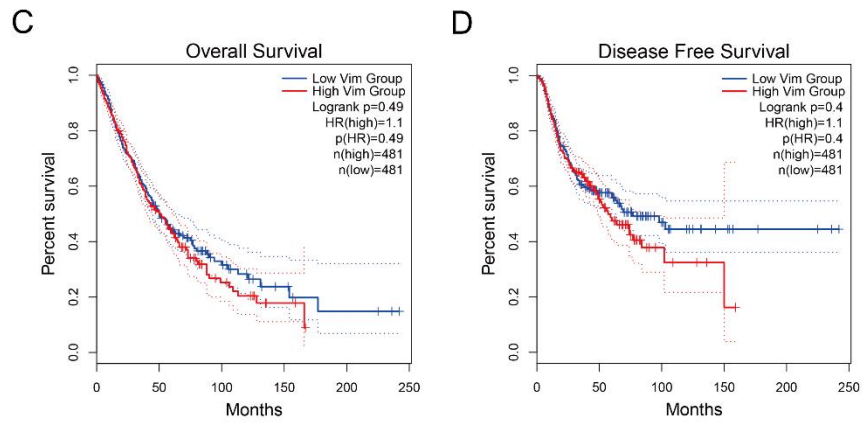 C
Overall Survival
Low Vim Group
High Vim Group
Logrank p=0.49
HR(high)=1.1
p(HR)=0.49
n(high)=481
n(low)=481
Percent survival
1.0
0.8
0.6
0.4
0.2
0.0
0 50 100 150 200 250
Months
D
Disease Free Survival
Low Vim Group
High Vim Group
Logrank p=0.4
HR(high)=1.1
p(HR)=0.4
n(high)=481
n(low)=481
Percent survival
1.0
0.8
0.6
0.4
0.2
0.0
0 50 100 150 200 250
Months